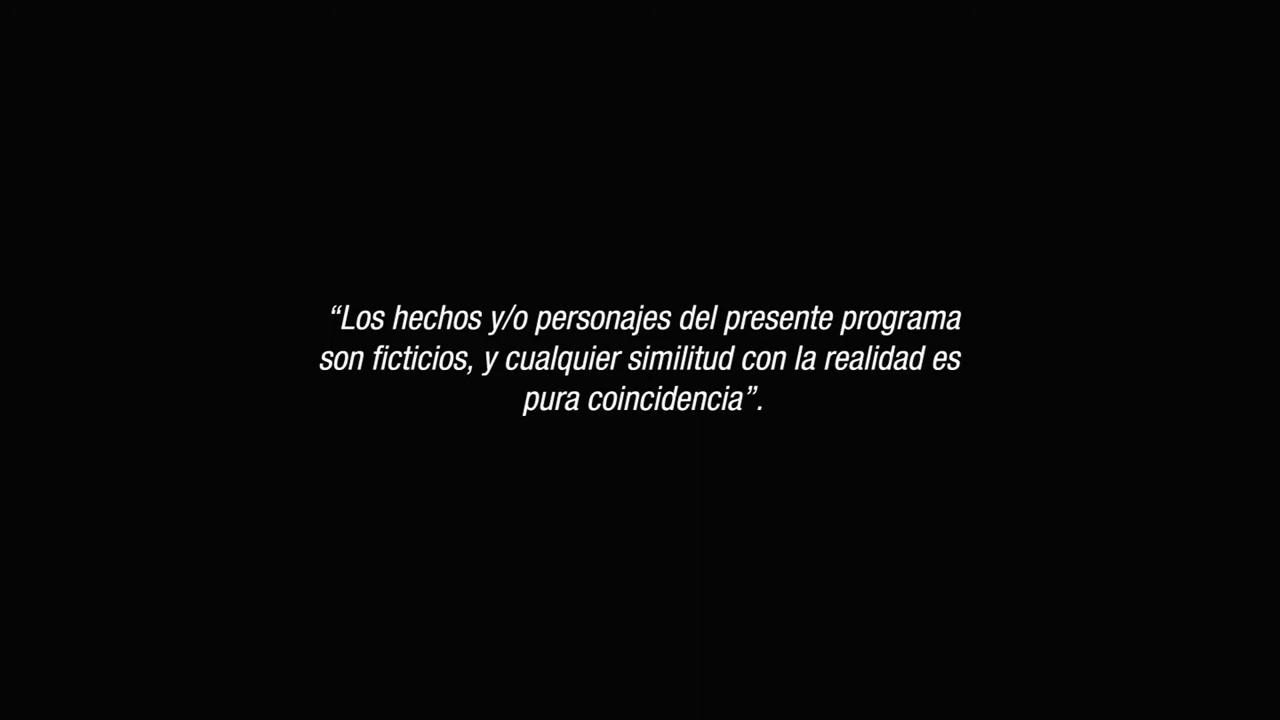 “Los hechos y/o personajes del presente programa
son ficticios, y cualquier similitud con la realidad es
pura coincidencia”.